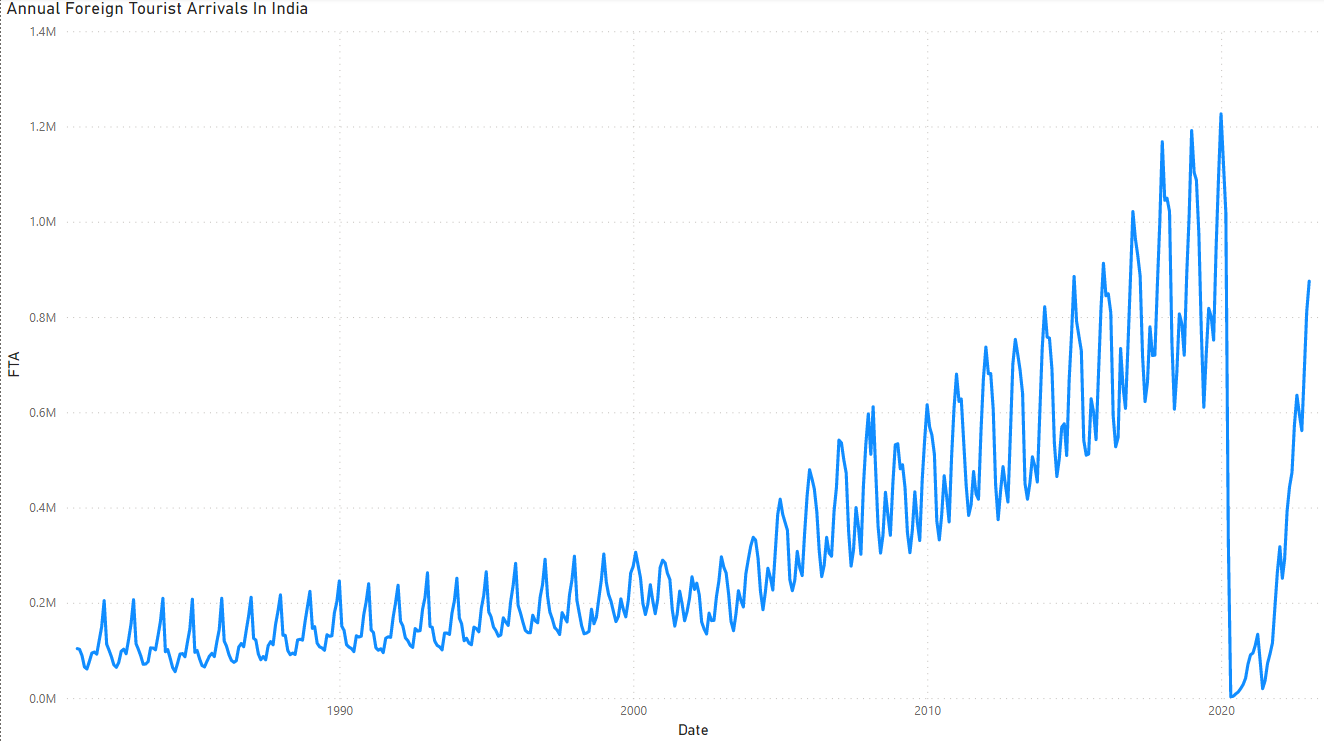 Annual Foreign Tourist Arrivals In India
1.4M
1.2M
1.0M
0.8M
FTA
0.6M
0.4M
0.2M
0.0M
1990 2000 2010 2020
Date